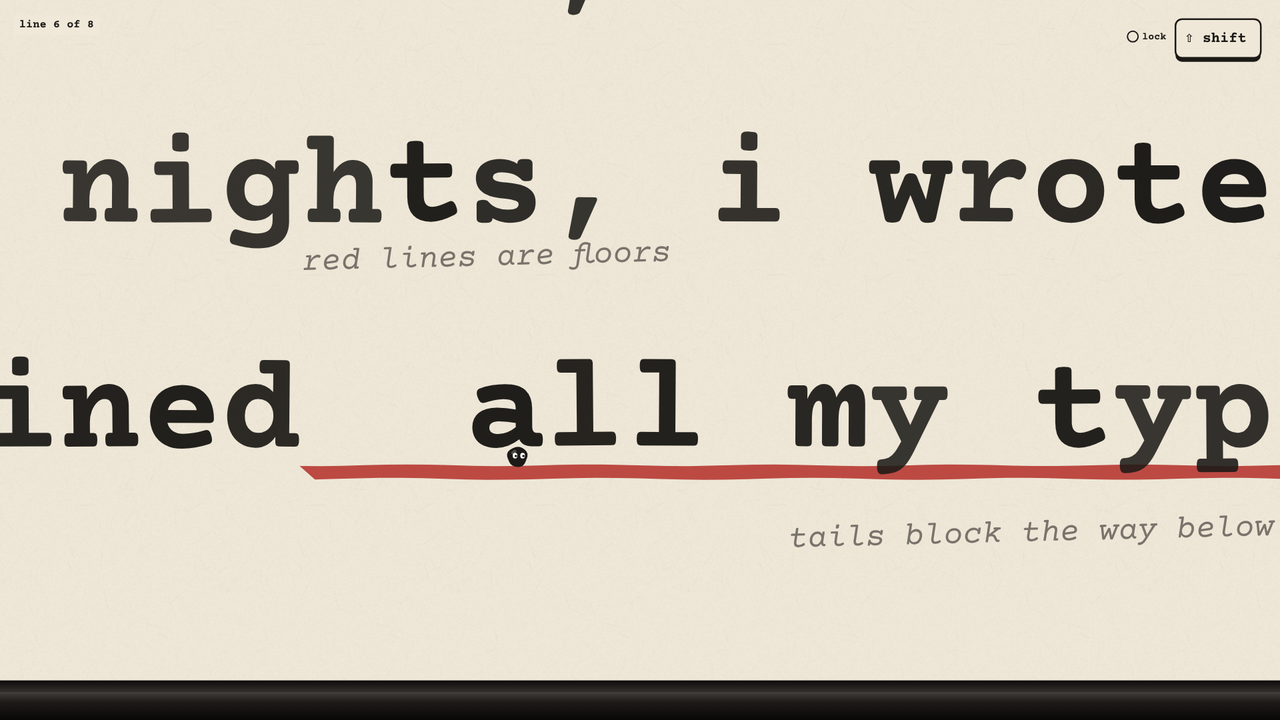 line 6 of 8
lock ⇧ shift
nights, i wrote
red lines are floors
ined all my typ
tails block the way below